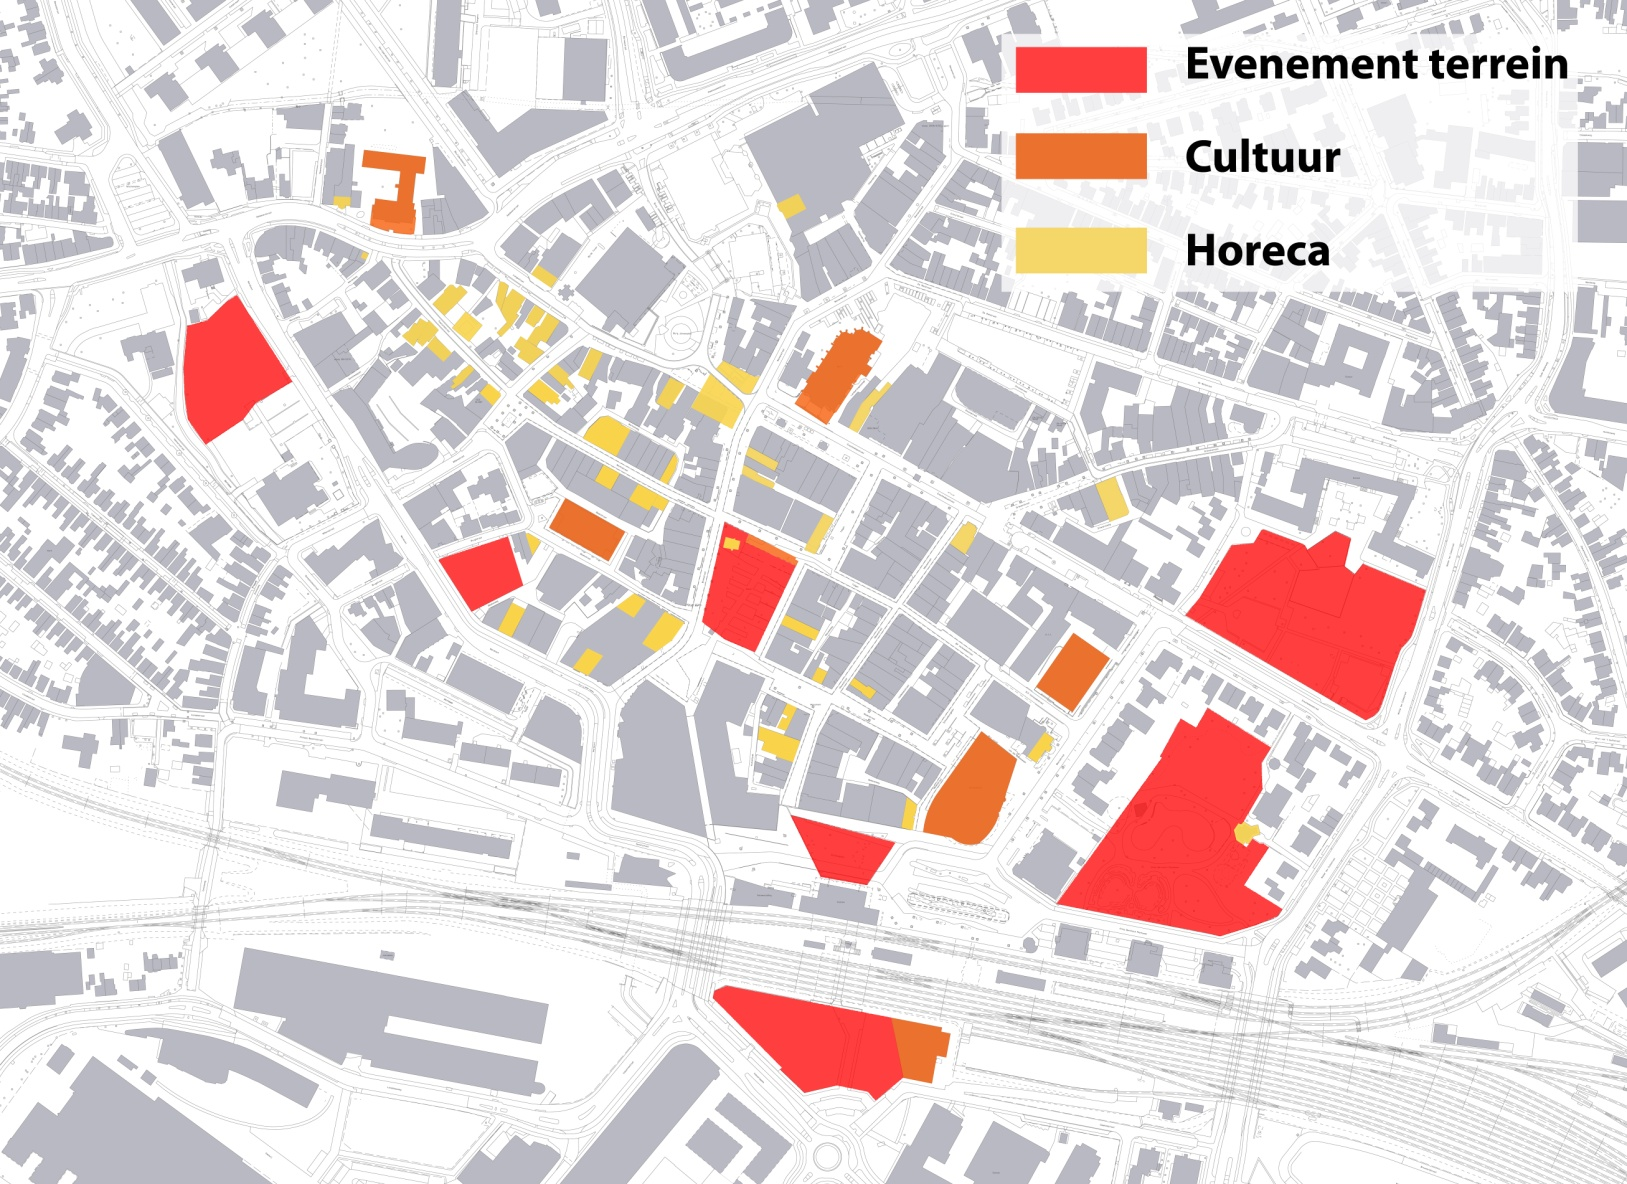 Evenement terrein
Cultuur
Horeca